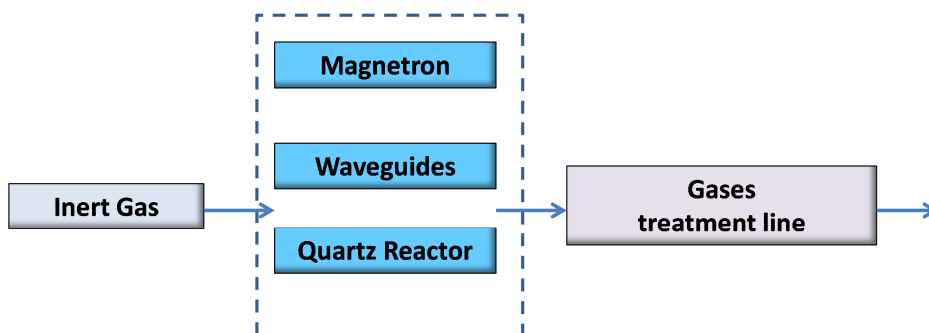 Magnetron
Waveguides
Inert Gas
Gases
treatment line
Quartz Reactor